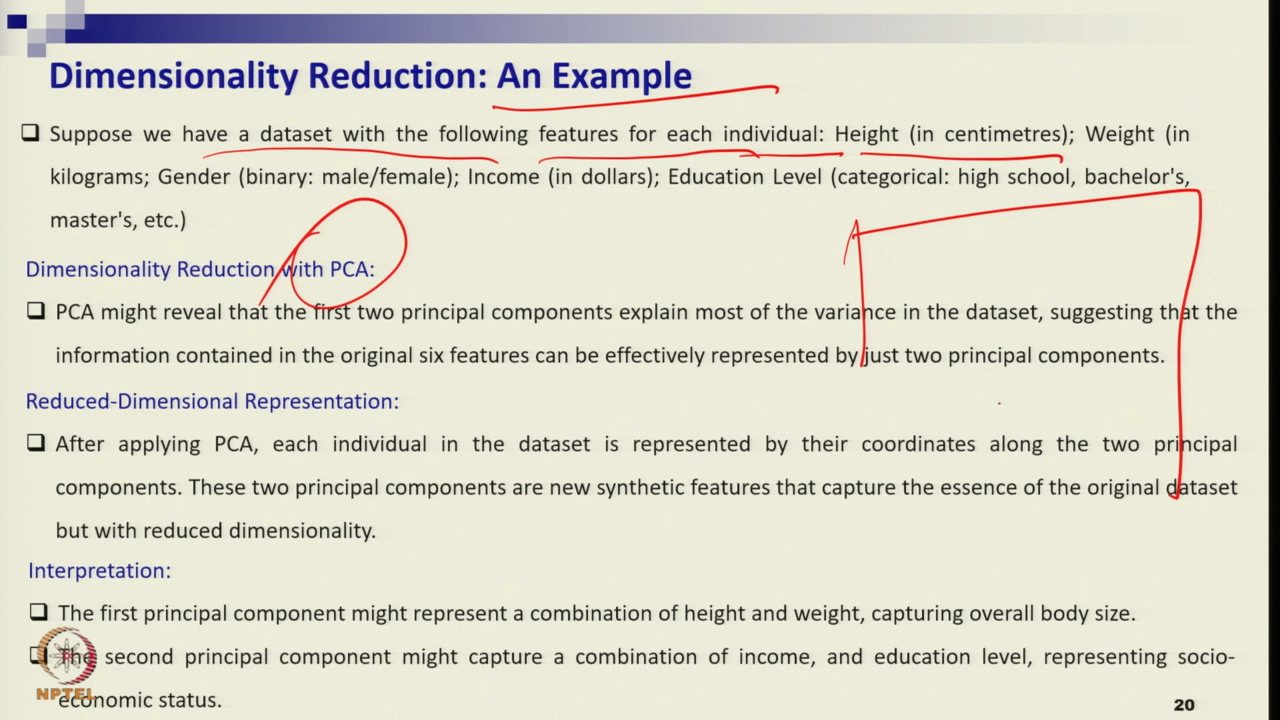 Dimensionality Reduction: An Example
❑ Suppose we have a dataset with the following features for each individual: Height (in centimetres); Weight (in
kilograms; Gender (binary: male/female); Income (in dollars); Education Level (categorical: high school, bachelor's,
master's, etc.)
Dimensionality Reduction with PCA:
❑ PCA might reveal that the first two principal components explain most of the variance in the dataset, suggesting that the
information contained in the original six features can be effectively represented by just two principal components.
Reduced-Dimensional Representation:
❑ After applying PCA, each individual in the dataset is represented by their coordinates along the two principal
components. These two principal components are new synthetic features that capture the essence of the original dataset
but with reduced dimensionality.
Interpretation:
❑ The first principal component might represent a combination of height and weight, capturing overall body size.
❑ The second principal component might capture a combination of income, and education level, representing socio-
economic status.
NPTEL
20